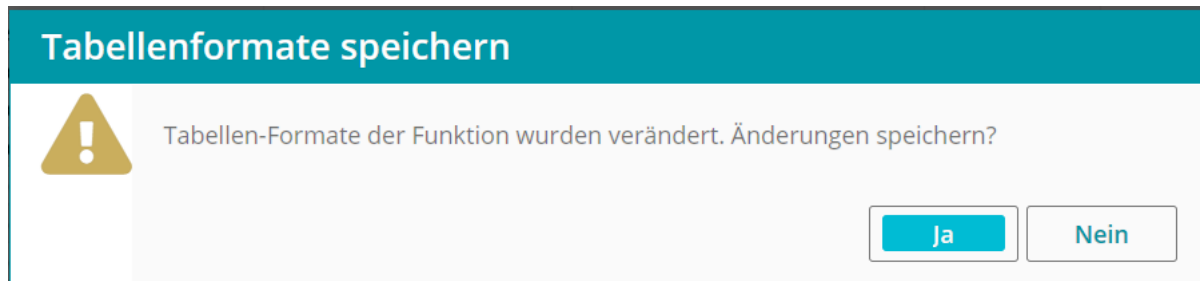 Tabellenformate speichern
Tabellen-Formate der Funktion wurden verändert. Änderungen speichern?
Ja
Nein